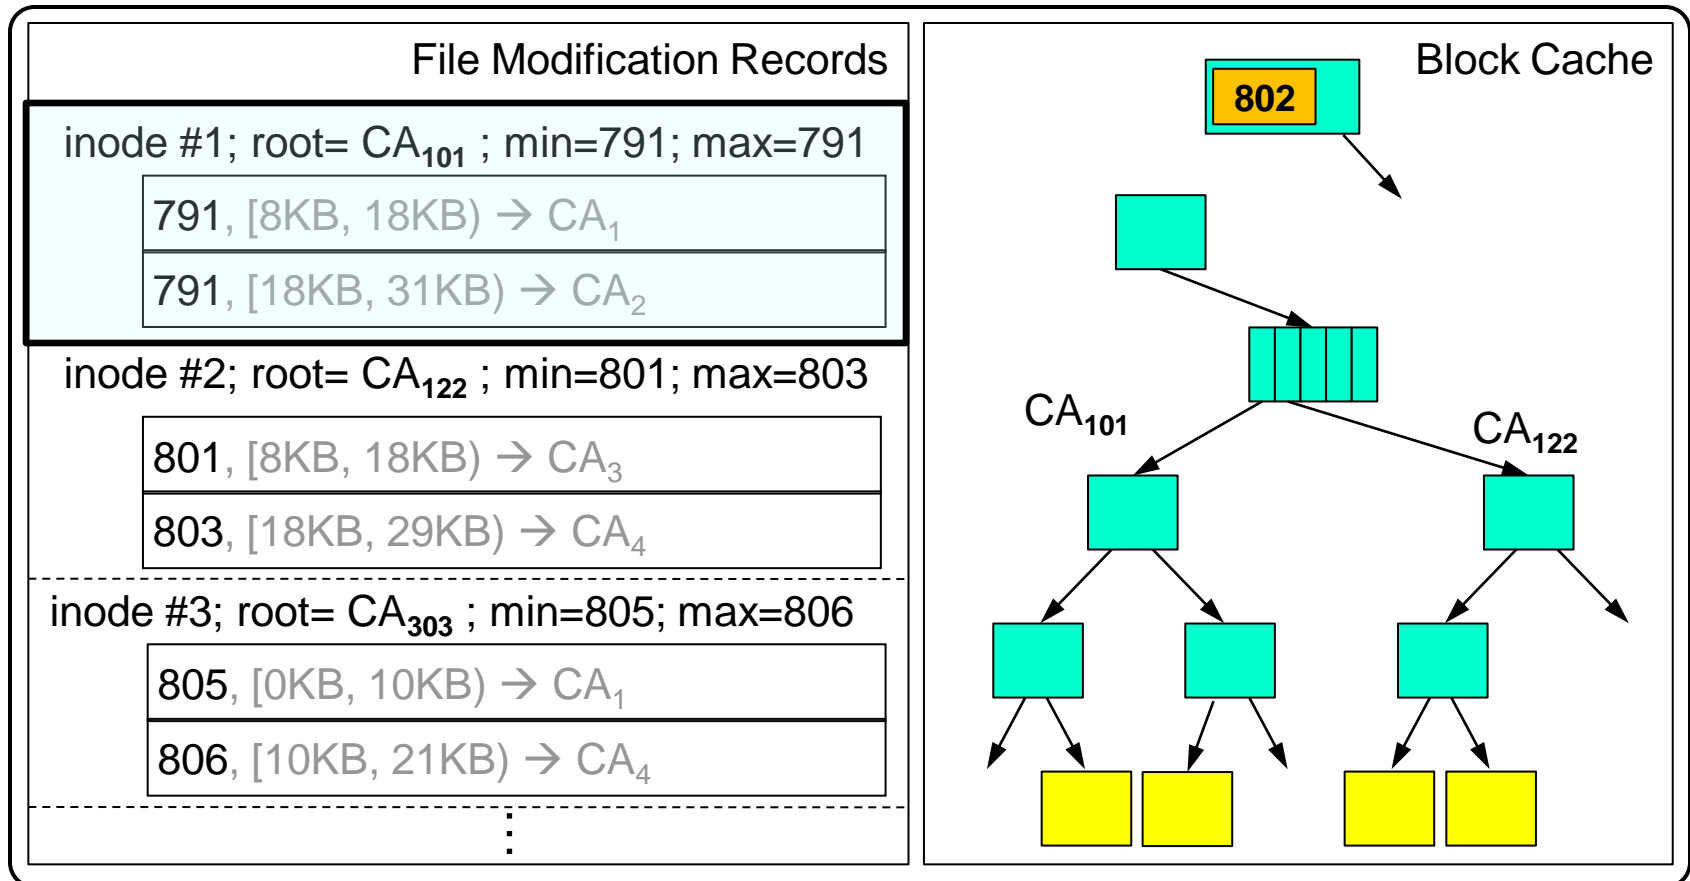 File Modification Records
inode #1; root= CA101 ; min=791; max=791
791, [8KB, 18KB) → CA1
791, [18KB, 31KB) → CA2
inode #2; root= CA122 ; min=801; max=803
801, [8KB, 18KB) → CA3
803, [18KB, 29KB) → CA4
inode #3; root= CA303 ; min=805; max=806
805, [0KB, 10KB) → CA1
806, [10KB, 21KB) → CA4
⋮
Block Cache
802
CA101
CA122